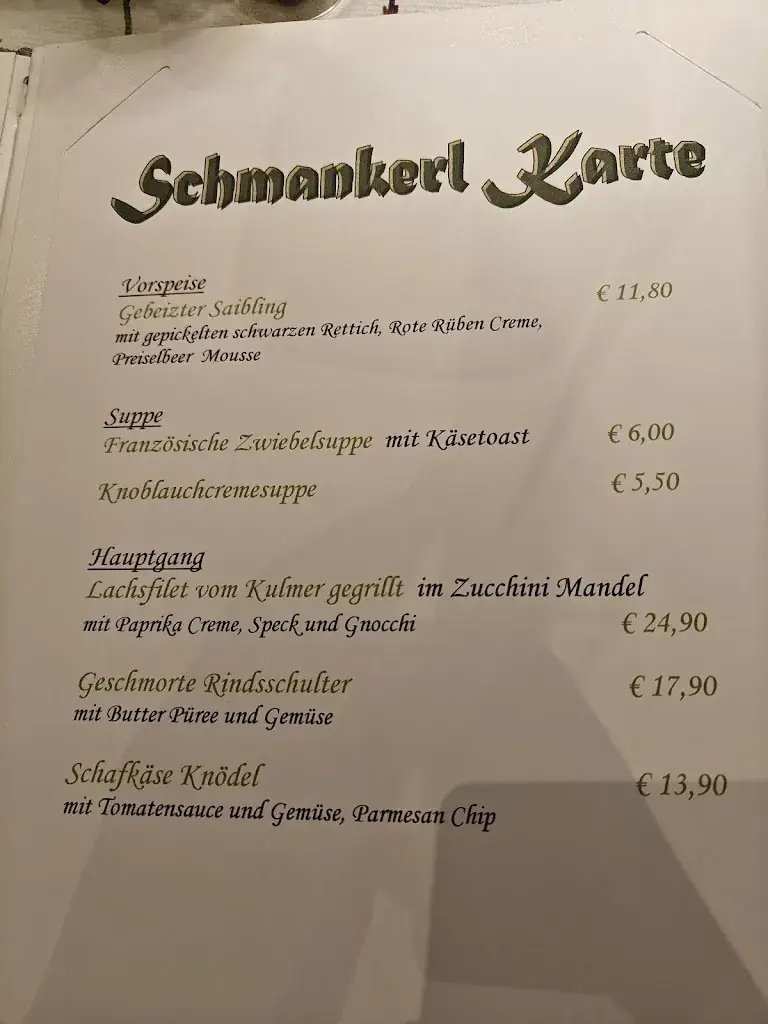 Schmankerl Karte
Vorspeise
Gebeizter Saibling € 11,80
mit gepickelten schwarzen Rettich, Rote Rüben Creme,
Preiselbeer Mousse
Suppe
Französische Zwiebelsuppe mit Käsetoast € 6,00
Knoblauchcremesuppe € 5,50
Hauptgang
Lachsfilet vom Kulmer gegrillt im Zucchini Mandel
mit Paprika Creme, Speck und Gnocchi € 24,90
Geschmorte Rindsschulter € 17,90
mit Butter Püree und Gemüse
Schafkäse Knödel € 13,90
mit Tomatensauce und Gemüse, Parmesan Chip